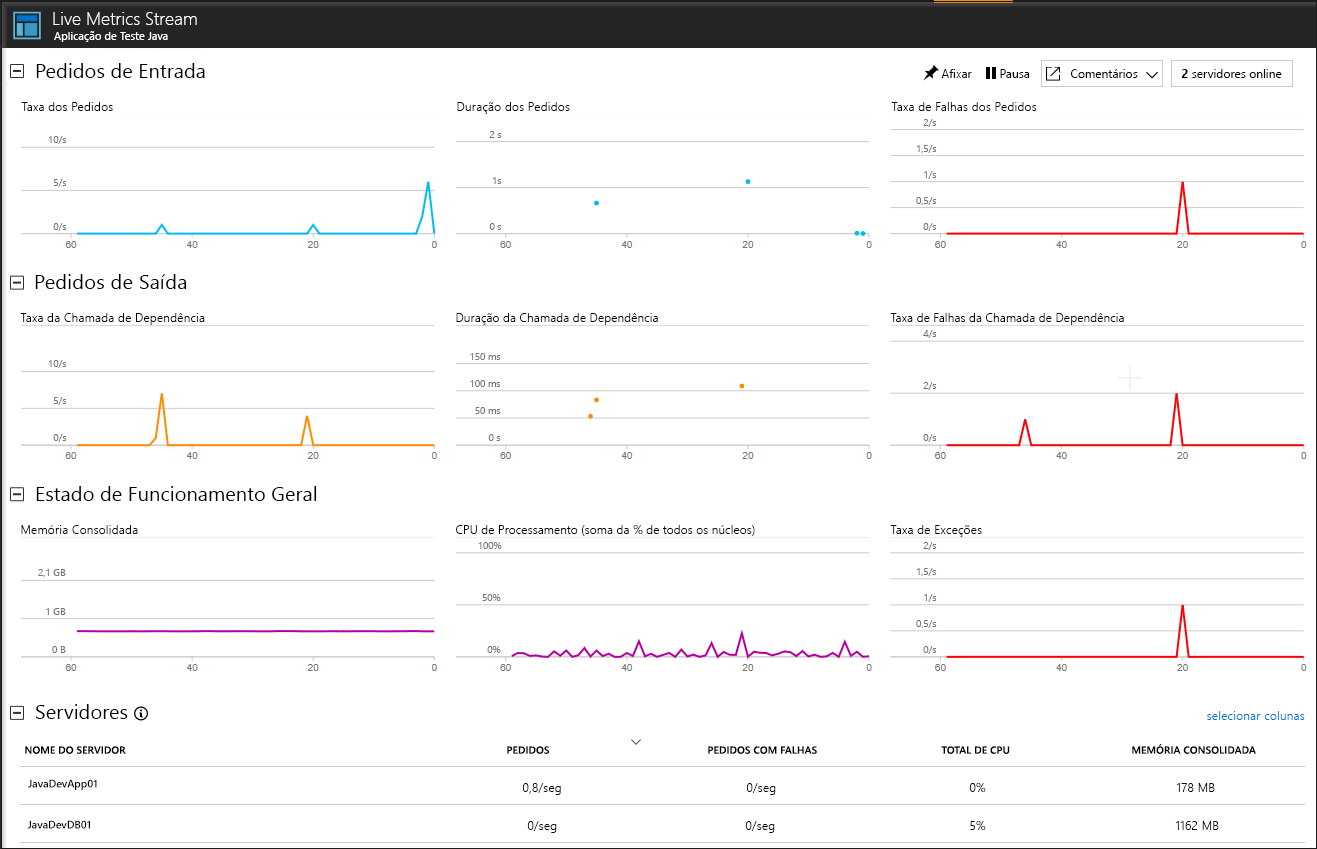 Live Metrics Stream
Aplicação de Teste Java
Pedidos de Entrada
Afixar
Pausa
Comentários
2 servidores online
Taxa dos Pedidos
10/s
5/s
0/s
60 40 20 0
Duração dos Pedidos
2 s
1s
0 s
60 40 20 0
Taxa de Falhas dos Pedidos
2/s
1,5/s
1/s
0,5/s
0/s
60 40 20 0
Pedidos de Saída
Taxa da Chamada de Dependência
10/s
5/s
0/s
60 40 20 0
Duração da Chamada de Dependência
150 ms
100 ms
50 ms
0 s
60 40 20 0
Taxa de Falhas da Chamada de Dependência
4/s
2/s
0/s
60 40 20 0
Estado de Funcionamento Geral
Memória Consolidada
2,1 GB
1 GB
0 B
60 40 20 0
CPU de Processamento (soma da % de todos os núcleos)
100%
50%
0%
60 40 20 0
Taxa de Exceções
2/s
1,5/s
1/s
0,5/s
0/s
60 40 20 0
Servidores
selecionar colunas
NOME DO SERVIDOR PEDIDOS PEDIDOS COM FALHAS TOTAL DE CPU MEMÓRIA CONSOLIDADA
JavaDevApp01 0,8/seg 0/seg 0% 178 MB
JavaDevDB01 0/seg 0/seg 5% 1162 MB